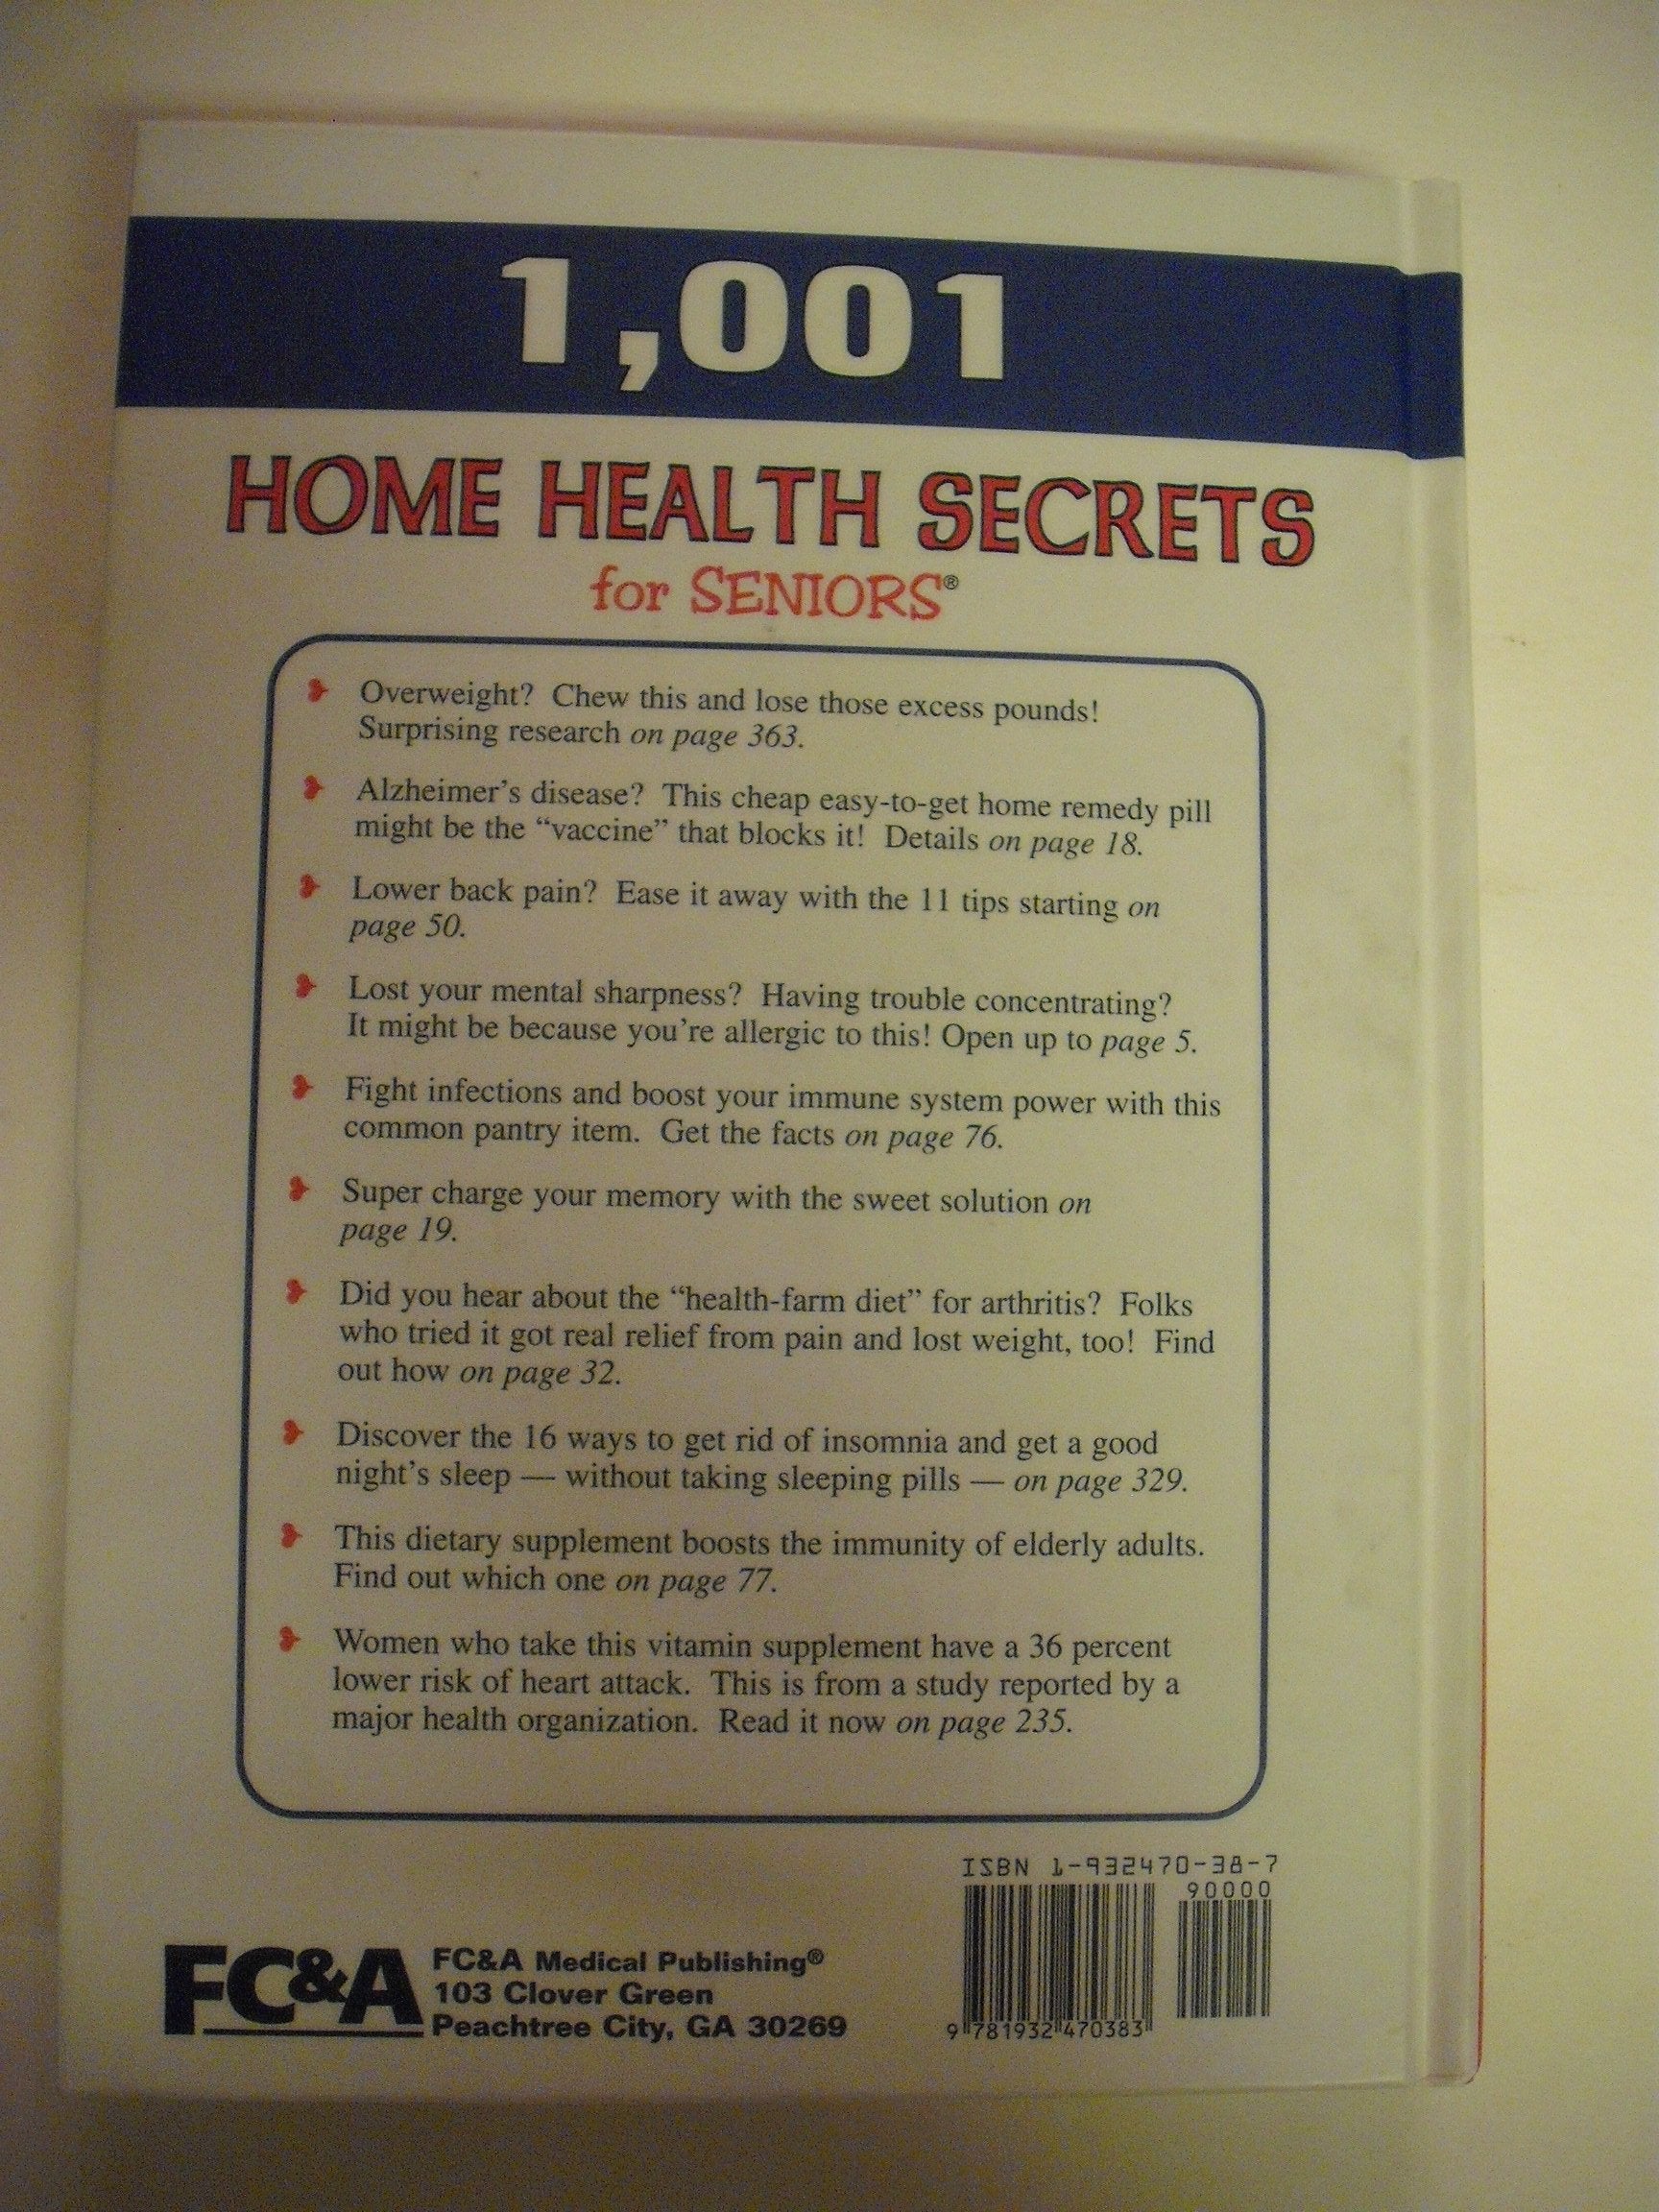 1,001
HOME HEALTH SECRETS
for SENIORS®
Overweight? Chew this and lose those excess pounds!
Surprising research on page 363.
Alzheimer's disease? This cheap easy-to-get home remedy pill
might be the “vaccine” that blocks it! Details on page 18.
Lower back pain? Ease it away with the 11 tips starting on
page 50.
Lost your mental sharpness? Having trouble concentrating?
It might be because you're allergic to this! Open up to page 5.
Fight infections and boost your immune system power with this
common pantry item. Get the facts on page 76.
Super charge your memory with the sweet solution on
page 19.
Did you hear about the “health-farm diet” for arthritis? Folks
who tried it got real relief from pain and lost weight, too! Find
out how on page 32.
Discover the 16 ways to get rid of insomnia and get a good
night's sleep — without taking sleeping pills — on page 329.
This dietary supplement boosts the immunity of elderly adults.
Find out which one on page 77.
Women who take this vitamin supplement have a 36 percent
lower risk of heart attack. This is from a study reported by a
major health organization. Read it now on page 235.
FC&A
FC&A Medical Publishing®
103 Clover Green
Peachtree City, GA 30269
ISBN 1-932470-38-7
90000
9 781932 470383